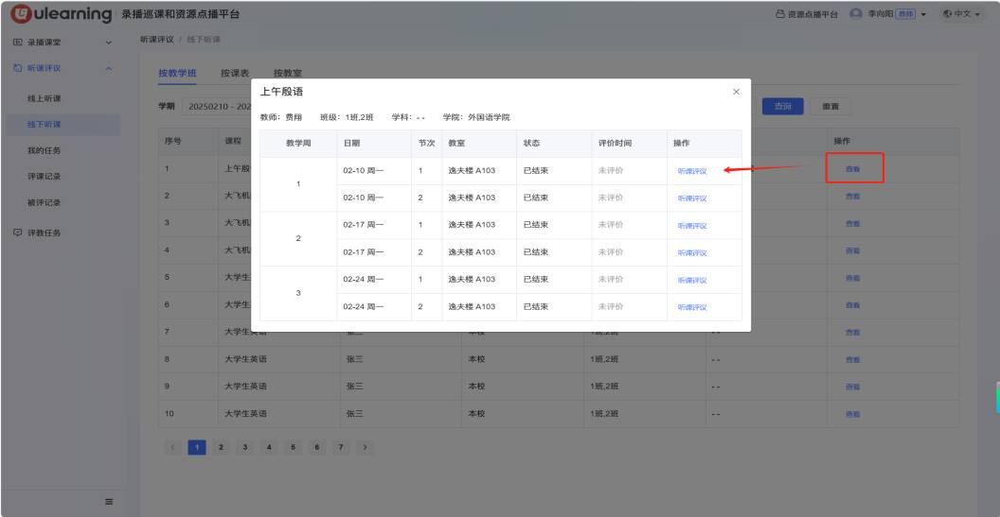 ulearning 录播巡课和资源点播平台 资源点播平台 李向阳 教师 中文
录播课堂
听课评议
线上听课
线下听课
我的任务
评课记录
被评记录
评教任务
听课评议 / 线下听课
按教学班 按课表 按教室
学期 20250210 - 202 查询 重置
序号 课程 操作
1 上午殷 查看
2 大飞机 查看
3 大飞机 查看
4 大飞机 查看
5 大学生 查看
6 大学生 查看
7 大学生英语 张三 本校 1班,2班 - - 查看
8 大学生英语 张三 本校 1班,2班 - - 查看
9 大学生英语 张三 本校 1班,2班 - - 查看
10 大学生英语 张三 本校 1班,2班 - - 查看
< 1 2 3 4 5 6 7 >
上午殷语 ×
教师: 费翔 班级: 1班,2班 学科: - - 学院: 外国语学院
教学周 日期 节次 教室 状态 评价时间 操作
1 02-10 周一 1 逸夫楼 A103 已结束 未评价 听课评议
02-10 周一 2 逸夫楼 A103 已结束 未评价 听课评议
2 02-17 周一 1 逸夫楼 A103 已结束 未评价 听课评议
02-17 周一 2 逸夫楼 A103 已结束 未评价 听课评议
3 02-24 周一 1 逸夫楼 A103 已结束 未评价 听课评议
02-24 周一 2 逸夫楼 A103 已结束 未评价 听课评议